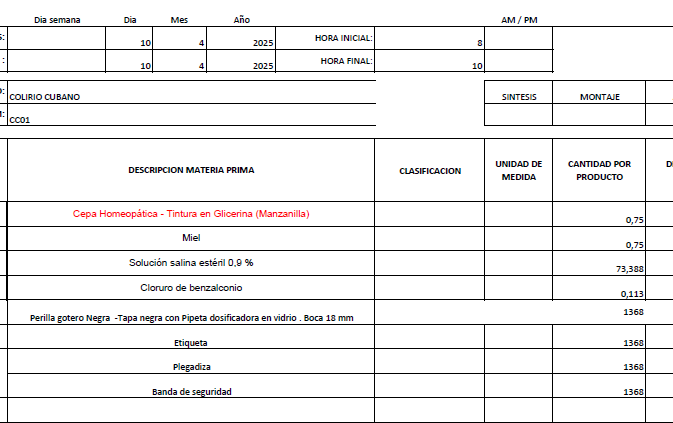 Dia semana Dia Mes Año AM / PM
S: 10 4 2025 HORA INICIAL: 8
: 10 4 2025 HORA FINAL: 10
O: COLIRIO CUBANO SINTESIS MONTAJE
CC01
DESCRIPCION MATERIA PRIMA CLASIFICACION UNIDAD DE MEDIDA CANTIDAD POR PRODUCTO
Cepa Homeopática - Tintura en Glicerina (Manzanilla) 0,75
Miel 0,75
Solución salina estéril 0,9 % 73,388
Cloruro de benzalconio 0,113
Perilla gotero Negra -Tapa negra con Pipeta dosificadora en vidrio . Boca 18 mm 1368
Etiqueta 1368
Plegadiza 1368
Banda de seguridad 1368